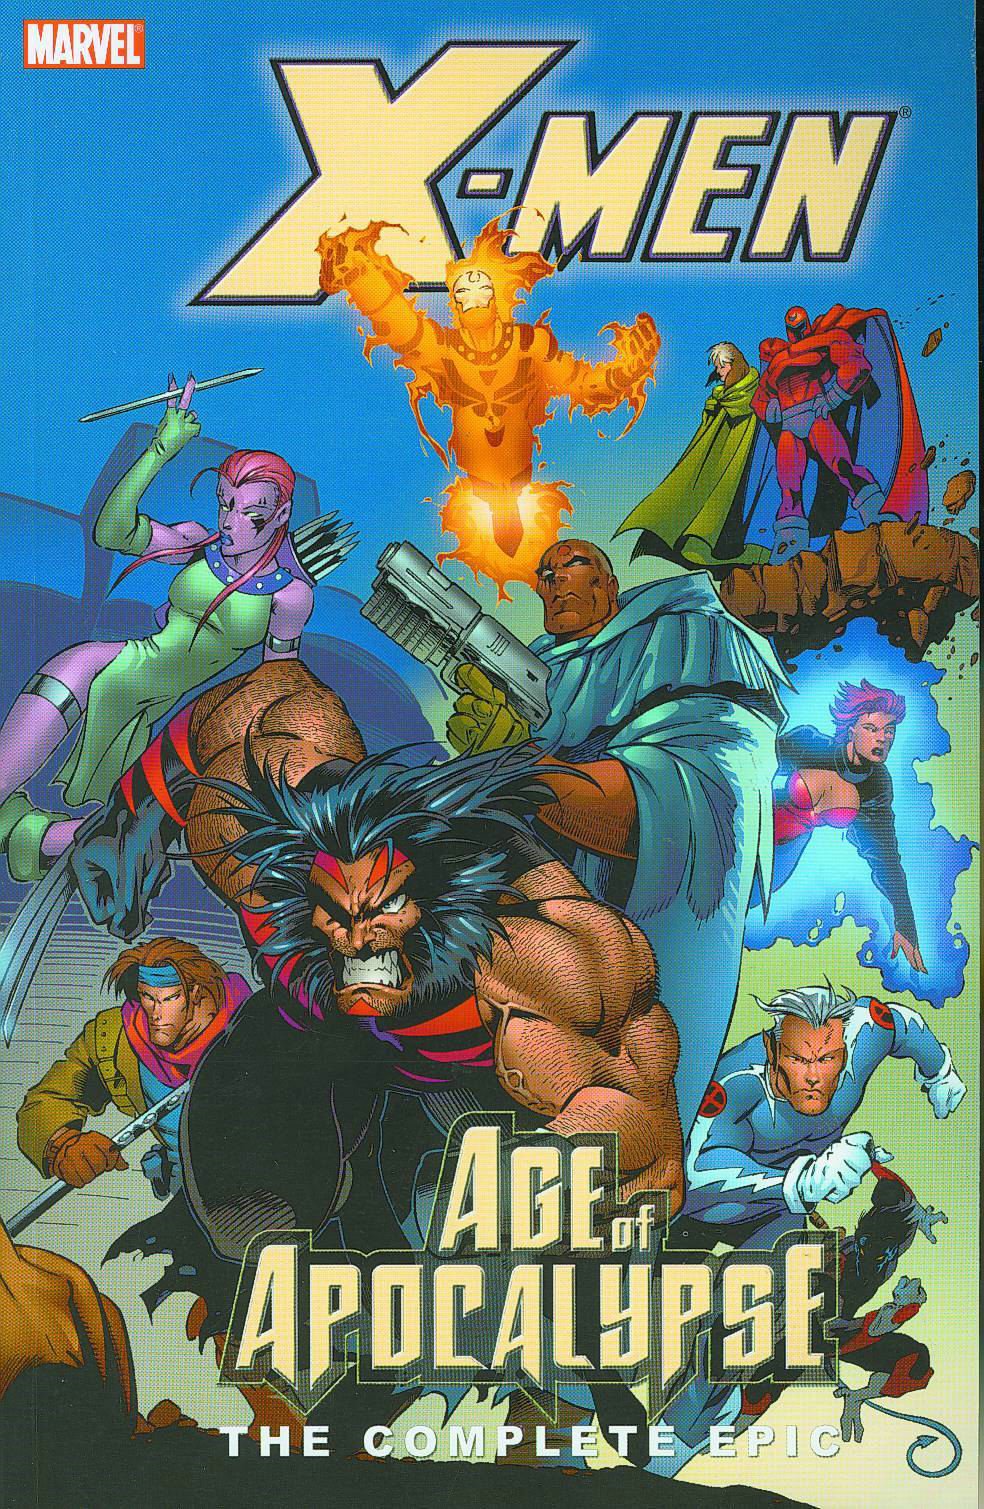 MARVEL®
X-MEN®
AGE of
APOCALYPSE
THE COMPLETE EPIC